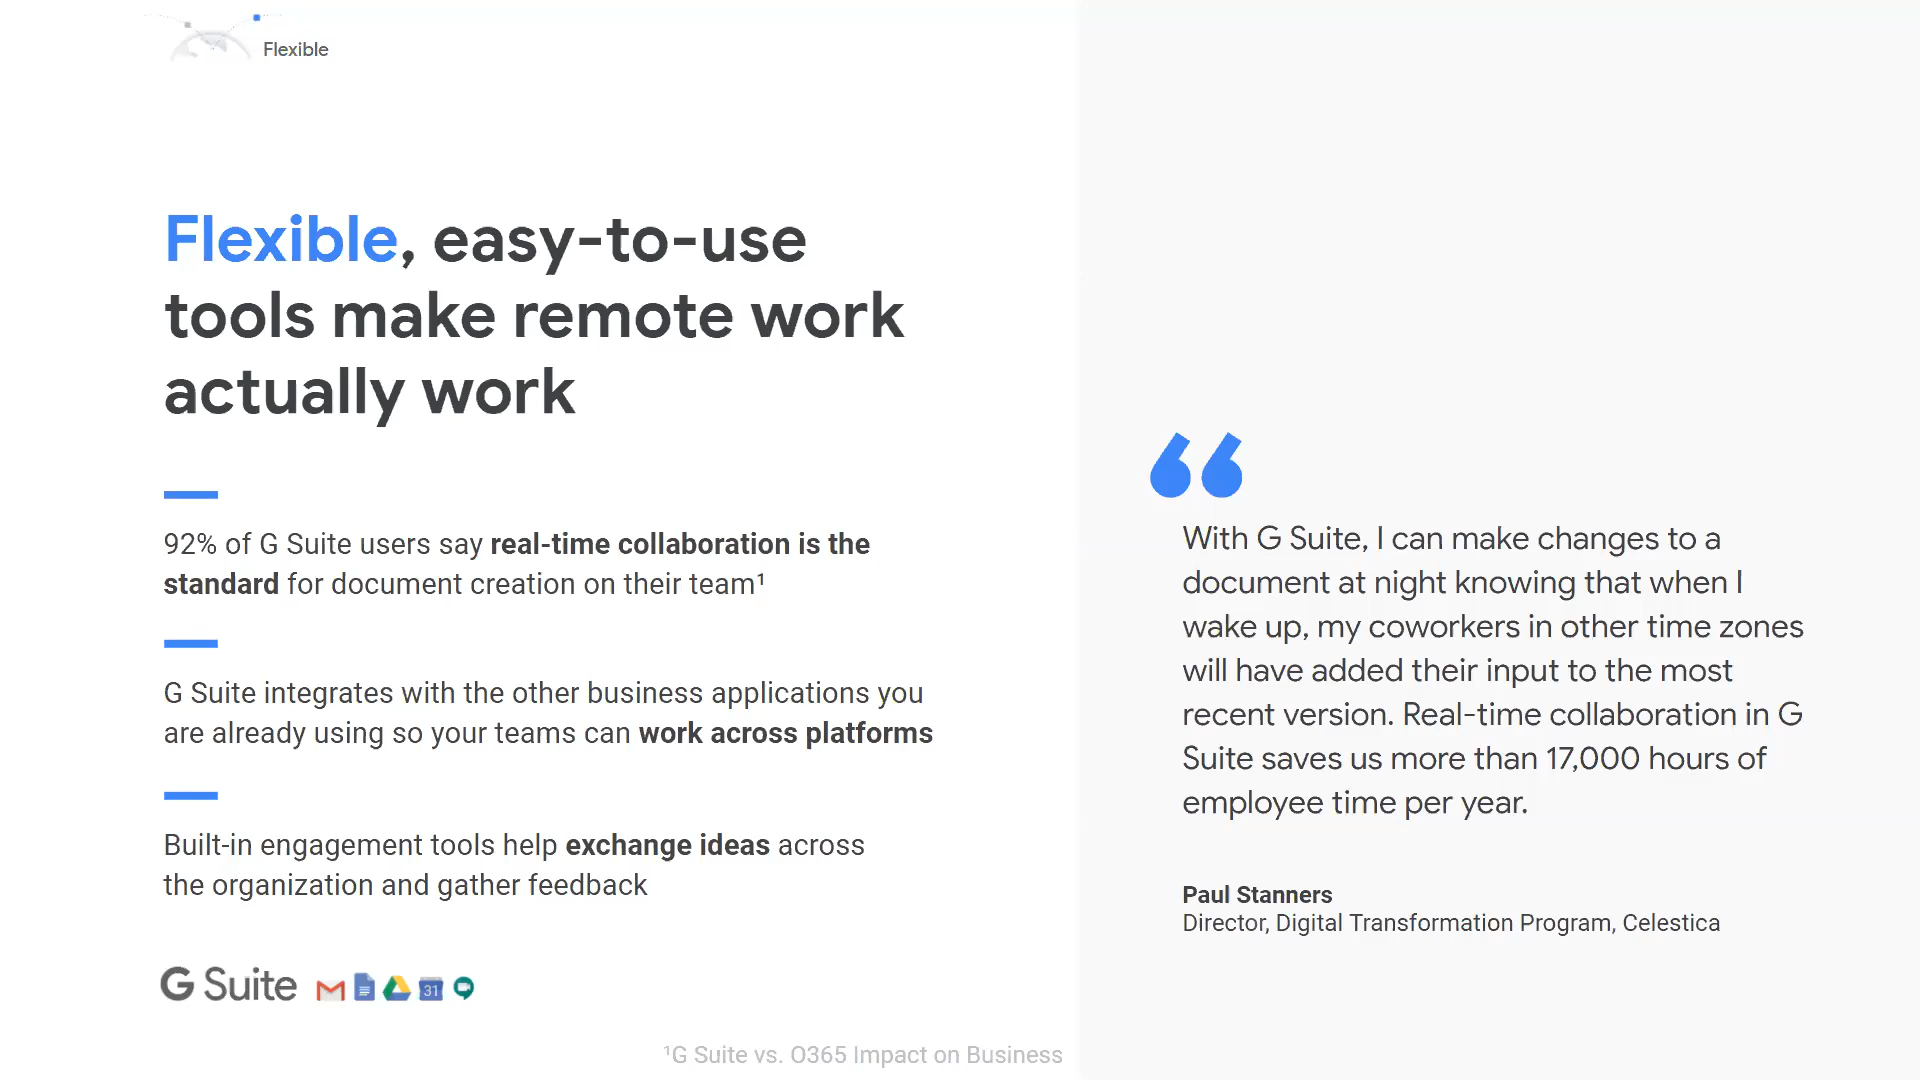 Flexible
Flexible, easy-to-use
tools make remote work
actually work
92% of G Suite users say real-time collaboration is the
standard for document creation on their team¹
G Suite integrates with the other business applications you
are already using so your teams can work across platforms
Built-in engagement tools help exchange ideas across
the organization and gather feedback
G Suite
31
¹G Suite vs. O365 Impact on Business
“
With G Suite, I can make changes to a
document at night knowing that when I
wake up, my coworkers in other time zones
will have added their input to the most
recent version. Real-time collaboration in G
Suite saves us more than 17,000 hours of
employee time per year.
Paul Stanners
Director, Digital Transformation Program, Celestica